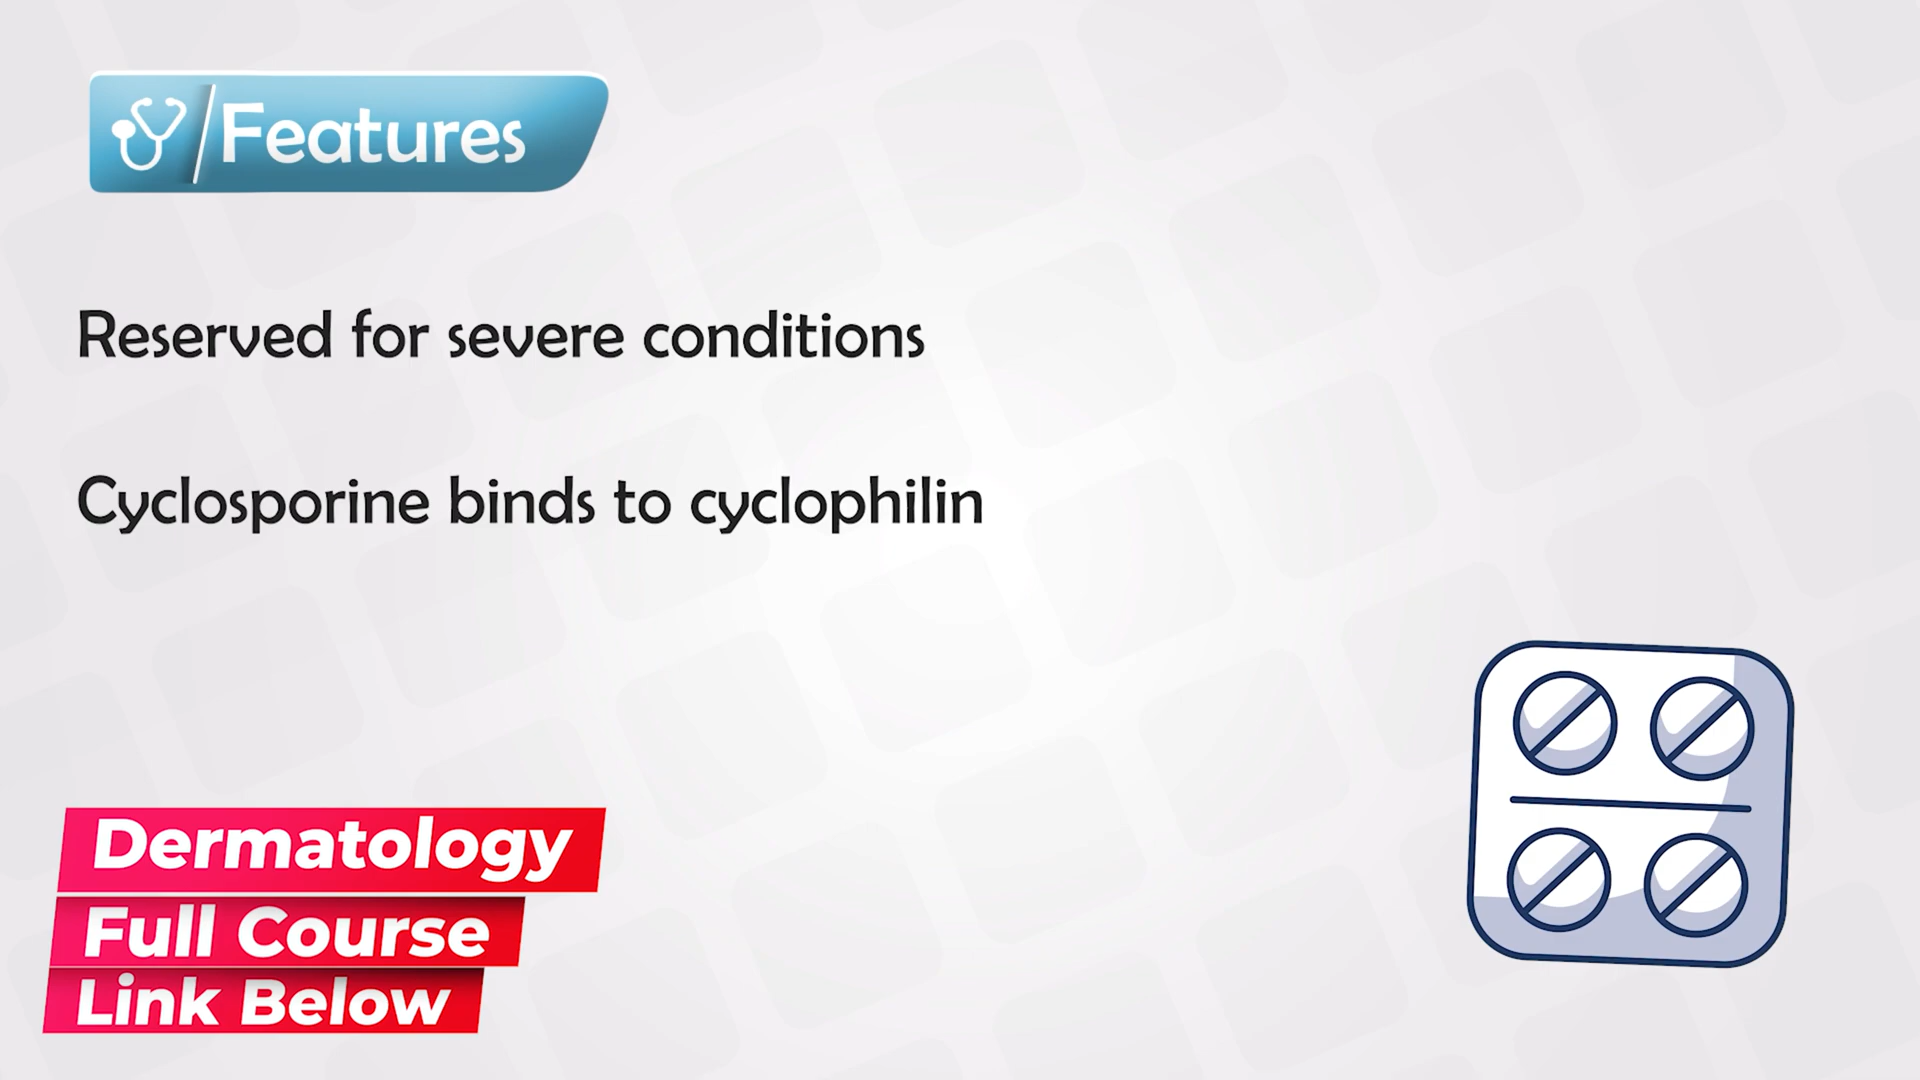 Features
Reserved for severe conditions
Cyclosporine binds to cyclophilin
Dermatology
Full Course
Link Below